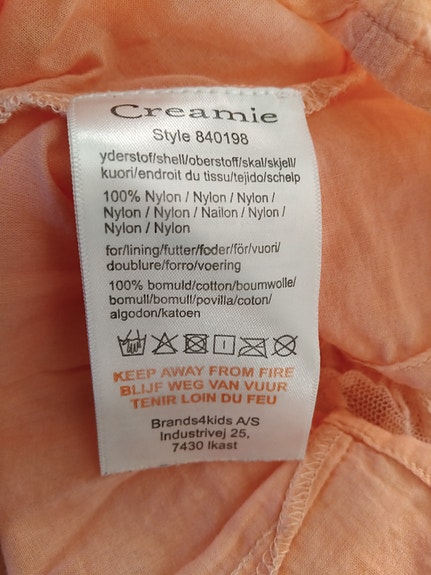 Creamie
Style 840198
yderstof/shell/oberstoff/skal/skjell/
kuori/endroit du tissu/tejido/schelp
100% Nylon / Nylon / Nylon /
Nylon / Nylon / Nailon / Nylon /
Nylon / Nylon
for/lining/futter/foder/för/vuori/
doublure/forro/voering
100% bomuld/cotton/boumwolle/
bomull/bomull/povilla/coton/
algodon/katoen
KEEP AWAY FROM FIRE
BLIJF WEG VAN VUUR
TENIR LOIN DU FEU
Brands4kids A/S
Industrivej 25,
7430 Ikast